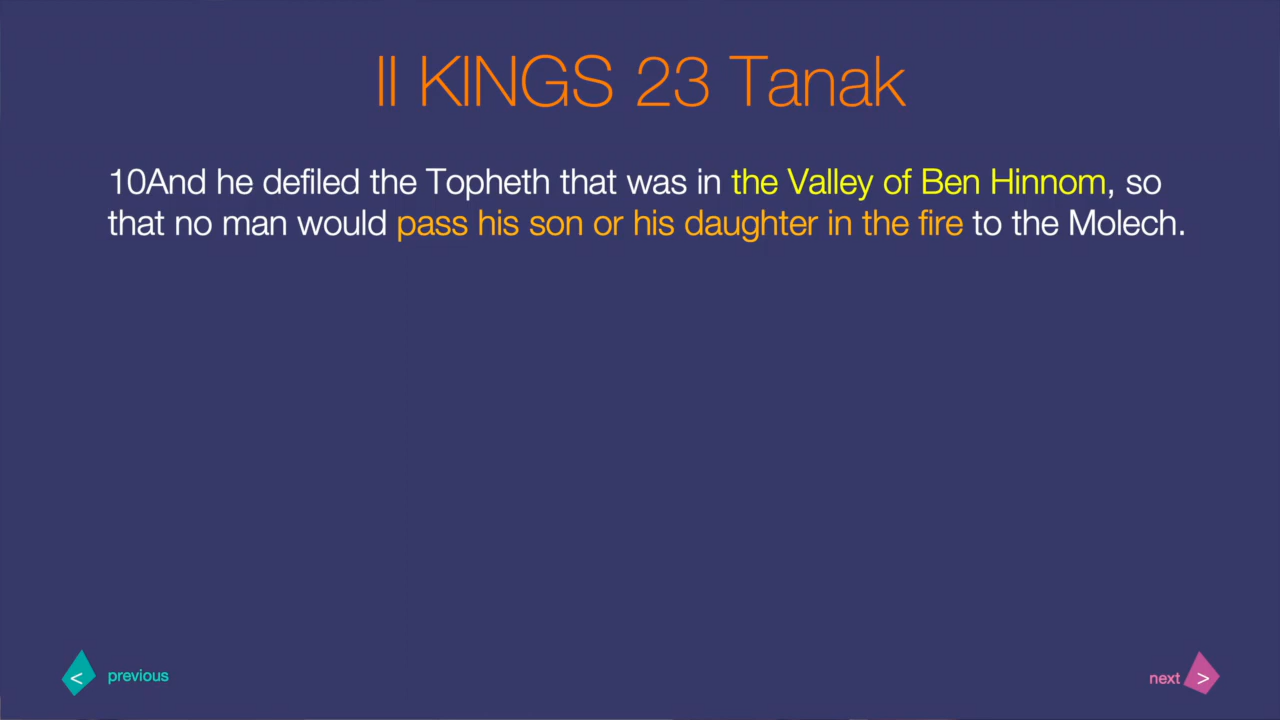 II KINGS 23 Tanak
10And he defiled the Topheth that was in the Valley of Ben Hinnom, so
that no man would pass his son or his daughter in the fire to the Molech.
< previous
next >